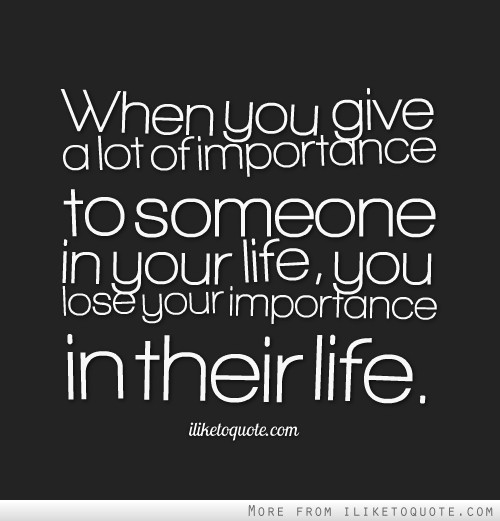 When you give
a lot of importance
to someone
in your life, you
lose your importance
in their life.
iliketoquote.com
More from iliketoquote.com